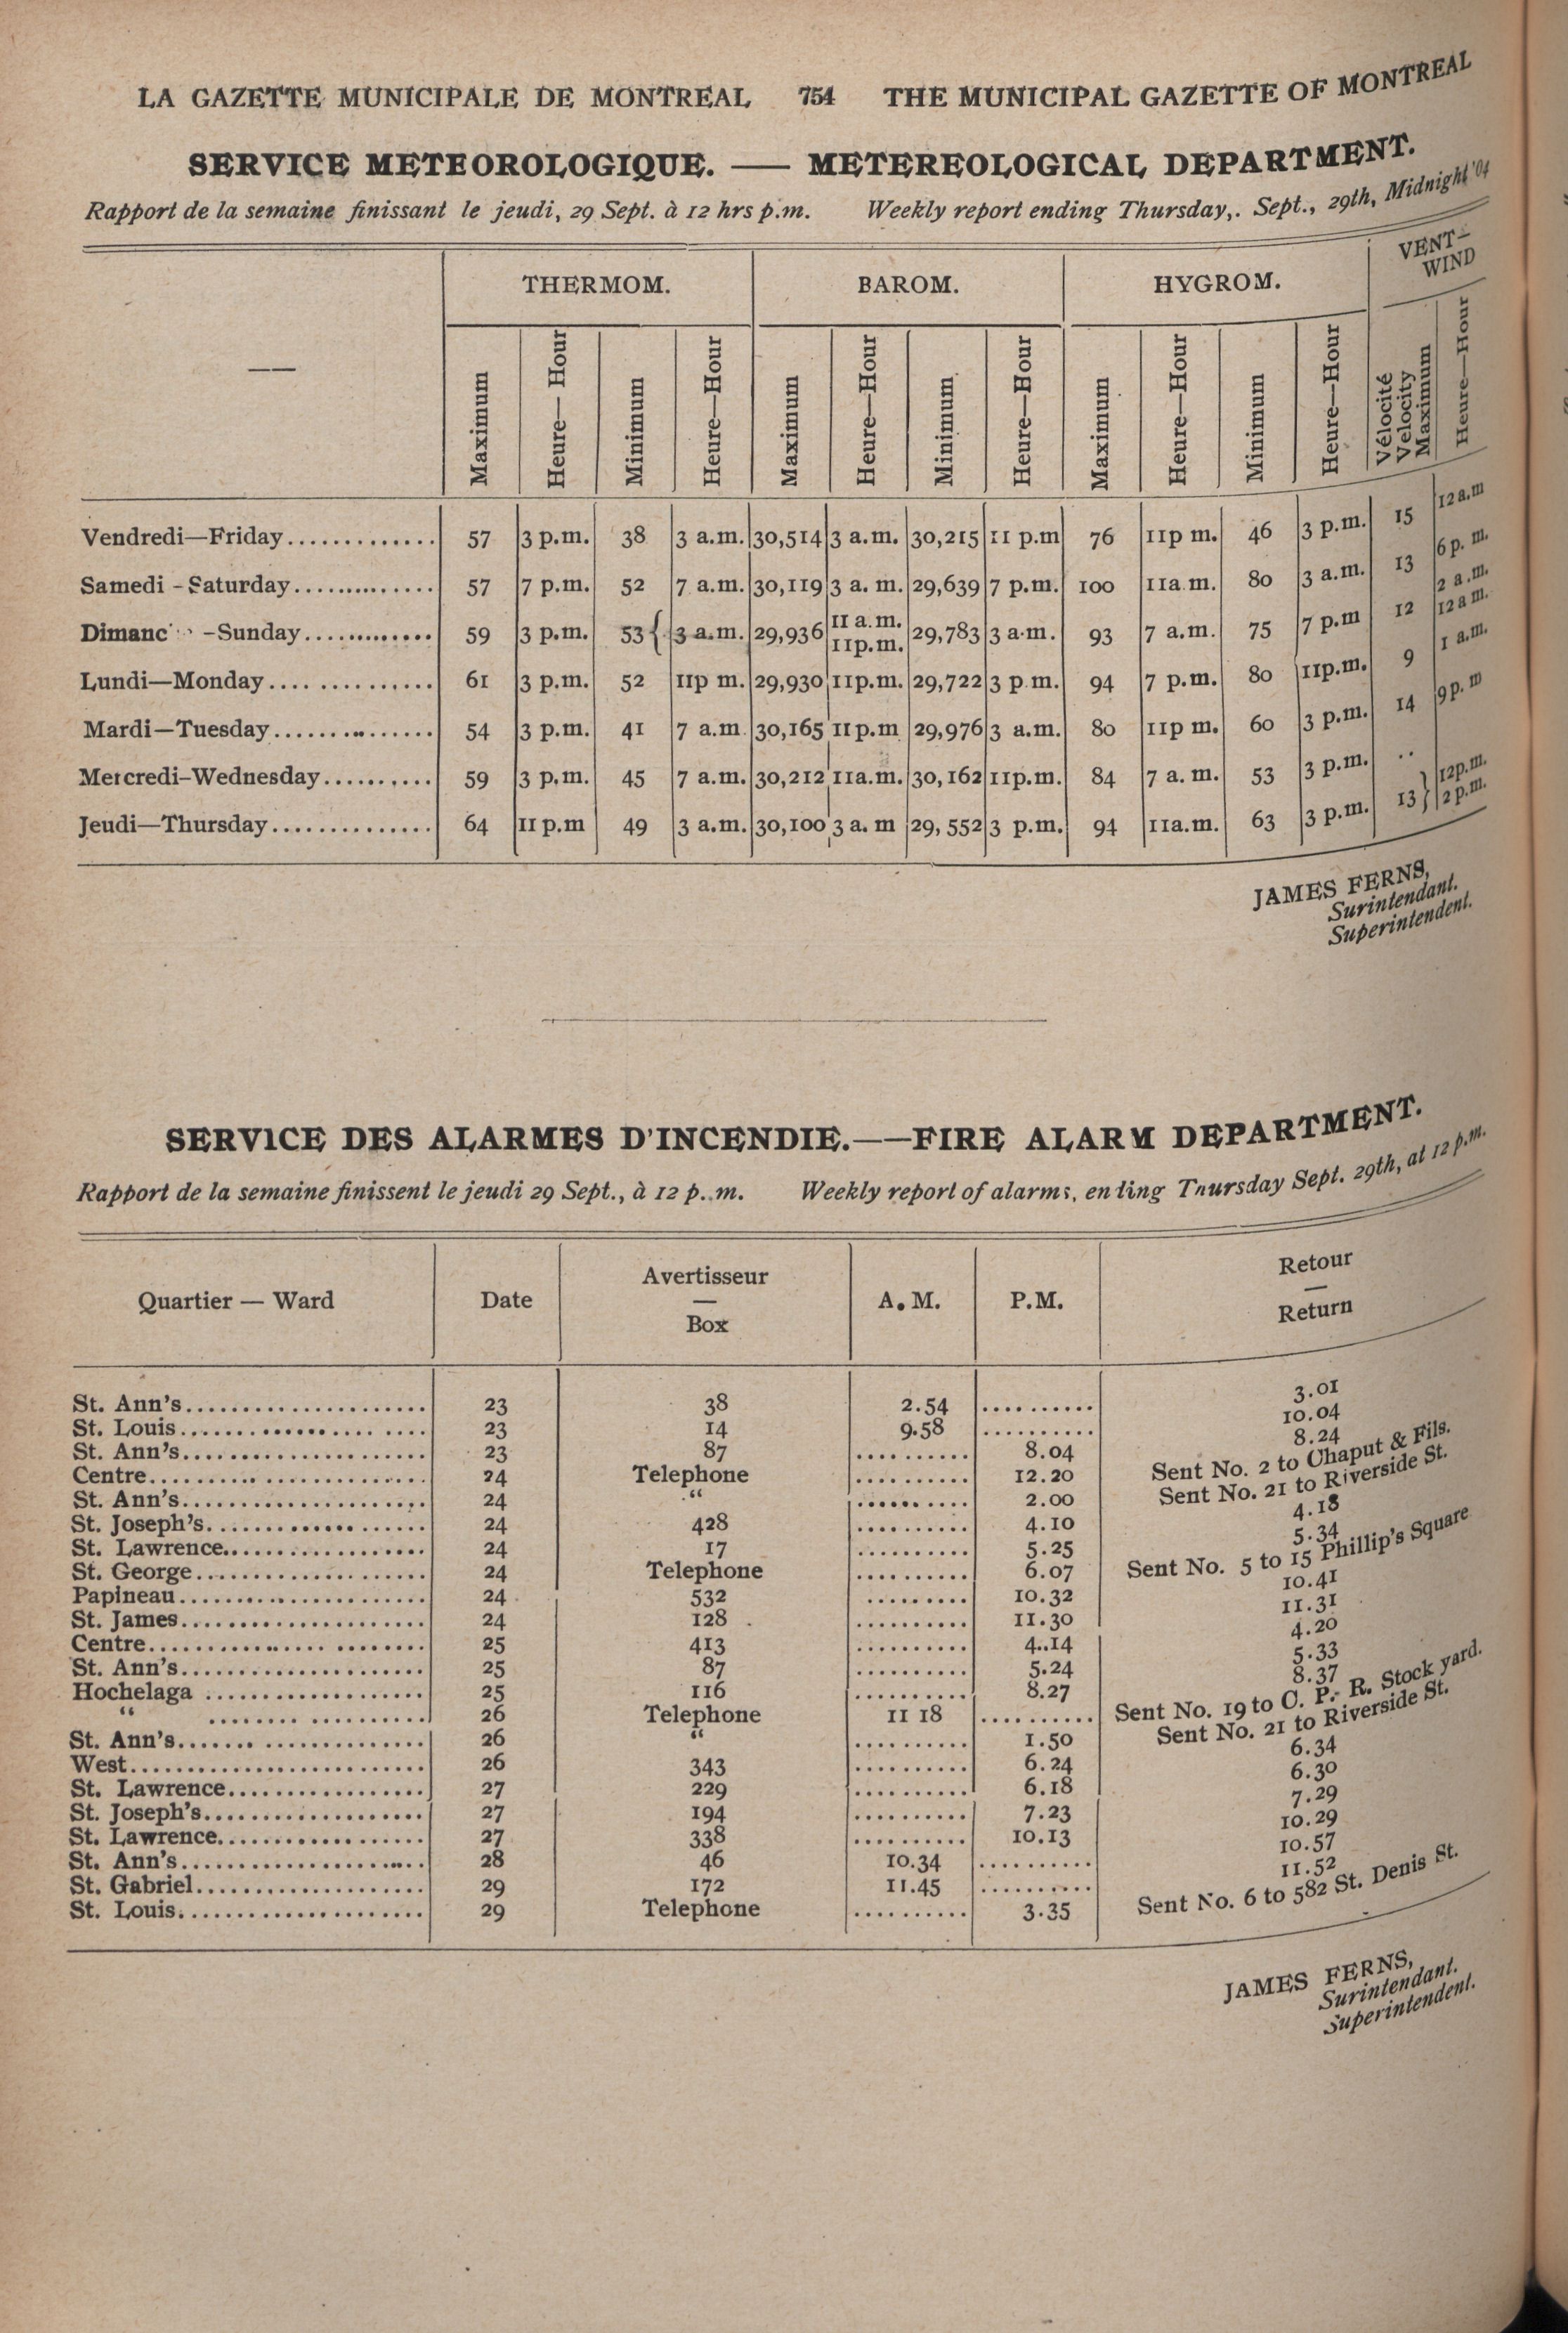 LA GAZETTE MUNICIPALE DE MONTREAL 754 THE MUNICIPAL GAZETTE OF MONTREAL
SERVICE METEOROLOGIQUE. —— METEREOLOGICAL DEPARTMENT.
Rapport de la semaine finissant le jeudi, 29 Sept. à 12 hrs p.m. Weekly report ending Thursday,. Sept., 29th, Midnight '04
—— THERMOM. BAROM. HYGROM. VENT-WIND
Maximum Heure—Hour Minimum Heure—Hour Maximum Heure—Hour Minimum Heure—Hour Maximum Heure—Hour Minimum Heure—Hour Vélocité Velocity Maximum Heure—Hour
Vendredi—Friday............. 57 3 p.m. 38 3 a.m. 30,514 3 a.m. 30,215 11 p.m 76 11p m. 46 3 p.m. 15 12 a.m
Samedi -Saturday............ 57 7 p.m. 52 7 a.m. 30,119 3 a. m. 29,639 7 p.m. 100 11a.m. 80 3 a.m. 13 6p. m.
Dimanc -Sunday............ 59 3 p.m. 53 { 3 a.m. 29,936 11 a.m. 11p.m. 29,783 3 a.m. 93 7 a.m. 75 7 p.m 12 2 a.m. 12 a m.
Lundi—Monday.... ........... 61 3 p.m. 52 11p m. 29,930 11p.m. 29,722 3 p.m. 94 7 p.m. 80 11p.m. 9 1 a.m.
Mardi—Tuesday.............. 54 3 p.m. 41 7 a.m 30,165 11p.m 29,976 3 a.m. 80 11p m. 60 3 p.m. 14 9p. m
Mercredi-Wednesday.......... 59 3 p.m. 45 7 a.m. 30,212 11a.m. 30,162 11p.m. 84 7 a. m. 53 3 p.m. ..
Jeudi—Thursday.............. 64 11 p.m 49 3 a.m. 30,100 3 a. m 29,552 3 p.m. 94 11a.m. 63 3 p.m. 13 } 12p.m. 2 p.m.
JAMES FERNS,
Surintendant.
Superintendent.
SERVICE DES ALARMES D'INCENDIE.——FIRE ALARM DEPARTMENT.
Rapport de la semaine finissent le jeudi 29 Sept., à 12 p..m. Weekly report of alarms, ending Thursday Sept. 29th, at 12 p.m.
Quartier — Ward Date Avertisseur — Box A.M. P.M. Retour — Return
St. Ann's..................... 23 38 2.54 .......... 3.01
St. Louis..................... 23 14 9.58 .......... 10.04
St. Ann's..................... 23 87 .......... 8.04 8.24
Centre........................ 24 Telephone .......... 12.20 Sent No. 2 to Chaput & Fils.
St. Ann's..................... 24 “ .......... 2.00 Sent No. 21 to Riverside St.
St. Joseph's.................. 24 428 .......... 4.10 4.18
St. Lawrence.................. 24 17 .......... 5.25 5.34
St. George.................... 24 Telephone .......... 6.07 Sent No. 5 to 15 Phillip's Square
Papineau...................... 24 532 .......... 10.32 10.41
St. James..................... 24 128 .......... 11.30 11.31
Centre........................ 25 413 .......... 4..14 4.20
St. Ann's..................... 25 87 .......... 5.24 5.33
Hochelaga .................... 25 116 .......... 8.27 8.37
“ ........ .......... 26 Telephone 11 18 .......... Sent No. 19 to C. P. R. Stock yard.
St. Ann's..................... 26 “ .......... 1.50 Sent No. 21 to Riverside St.
West.......................... 26 343 .......... 6.24 6.34
St. Lawrence.................. 27 229 .......... 6.18 6.30
St. Joseph's.................. 27 194 .......... 7.23 7.29
St. Lawrence.................. 27 338 .......... 10.13 10.29
St. Ann's..................... 28 46 10.34 .......... 10.57
St. Gabriel................... 29 172 11.45 .......... 11.52
St. Louis..................... 29 Telephone .......... 3.35 Sent No. 6 to 582 St. Denis St.
JAMES FERNS,
Surintendant.
Superintendent.